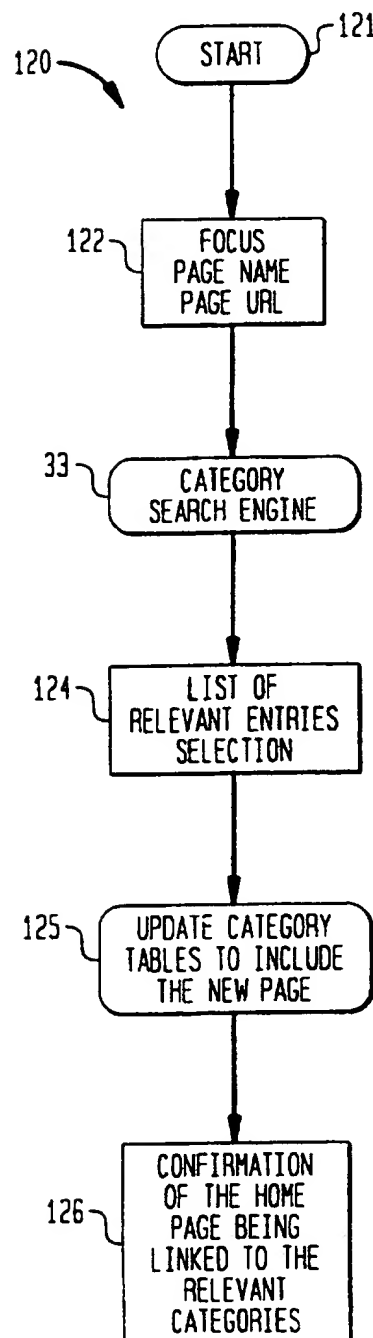 121
START
120
122
FOCUS
PAGE NAME
PAGE URL
33
CATEGORY
SEARCH ENGINE
124
LIST OF
RELEVANT ENTRIES
SELECTION
125
UPDATE CATEGORY
TABLES TO INCLUDE
THE NEW PAGE
126
CONFIRMATION
OF THE HOME
PAGE BEING
LINKED TO THE
RELEVANT
CATEGORIES